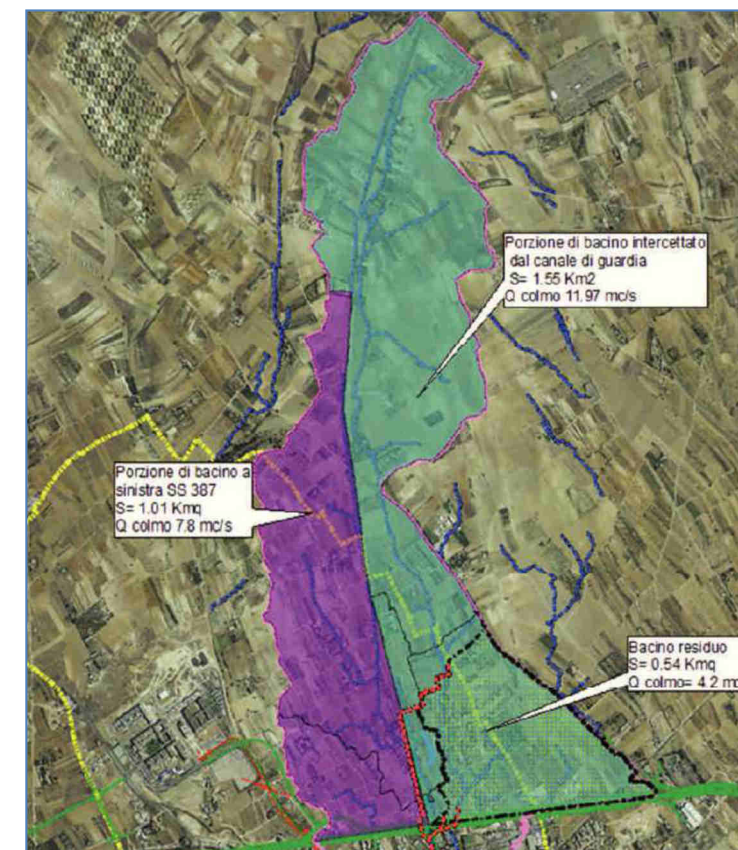 Porzione di bacino intercettato
dal canale di guardia
S= 1.55 Km2
Q colmo 11.97 mc/s
Porzione di bacino a
sinistra SS 387
S= 1.01 Kmq
Q colmo 7.8 mc/s
Bacino residuo
S= 0.54 Kmq
Q colmo= 4.2 mc